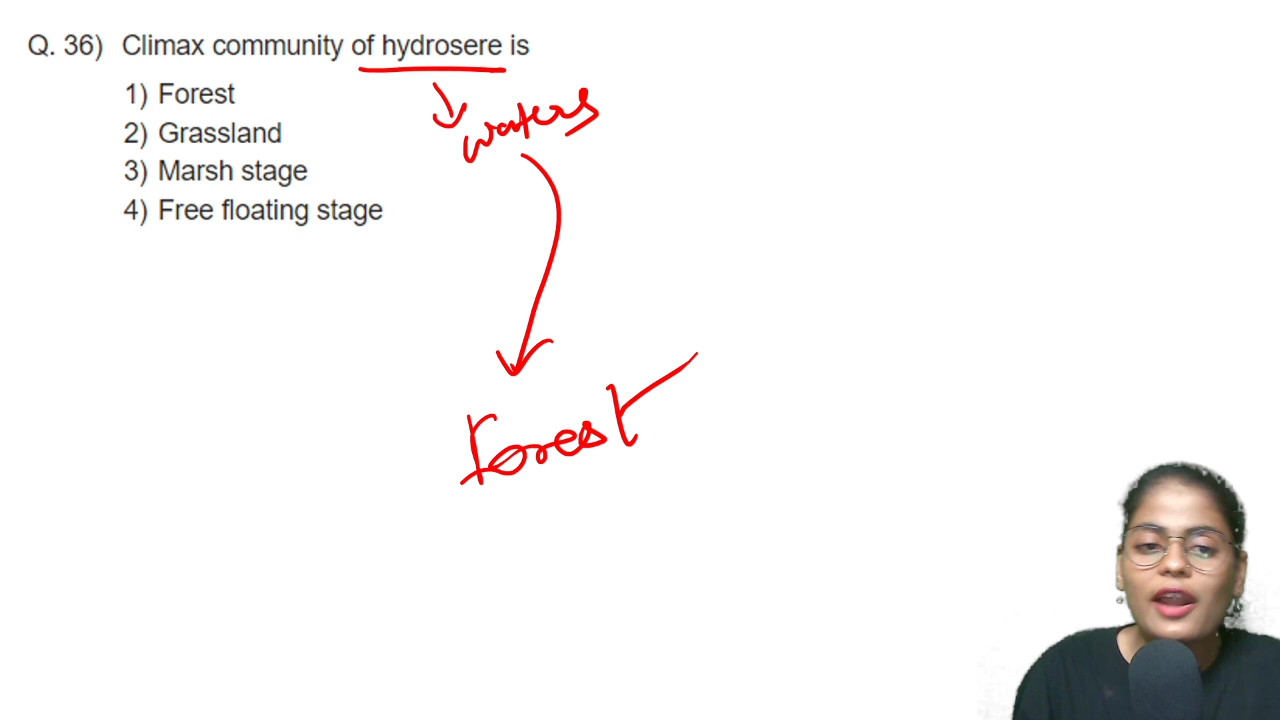 Q. 36) Climax community of hydrosere is
1) Forest
2) Grassland
3) Marsh stage
4) Free floating stage
waters
Forest